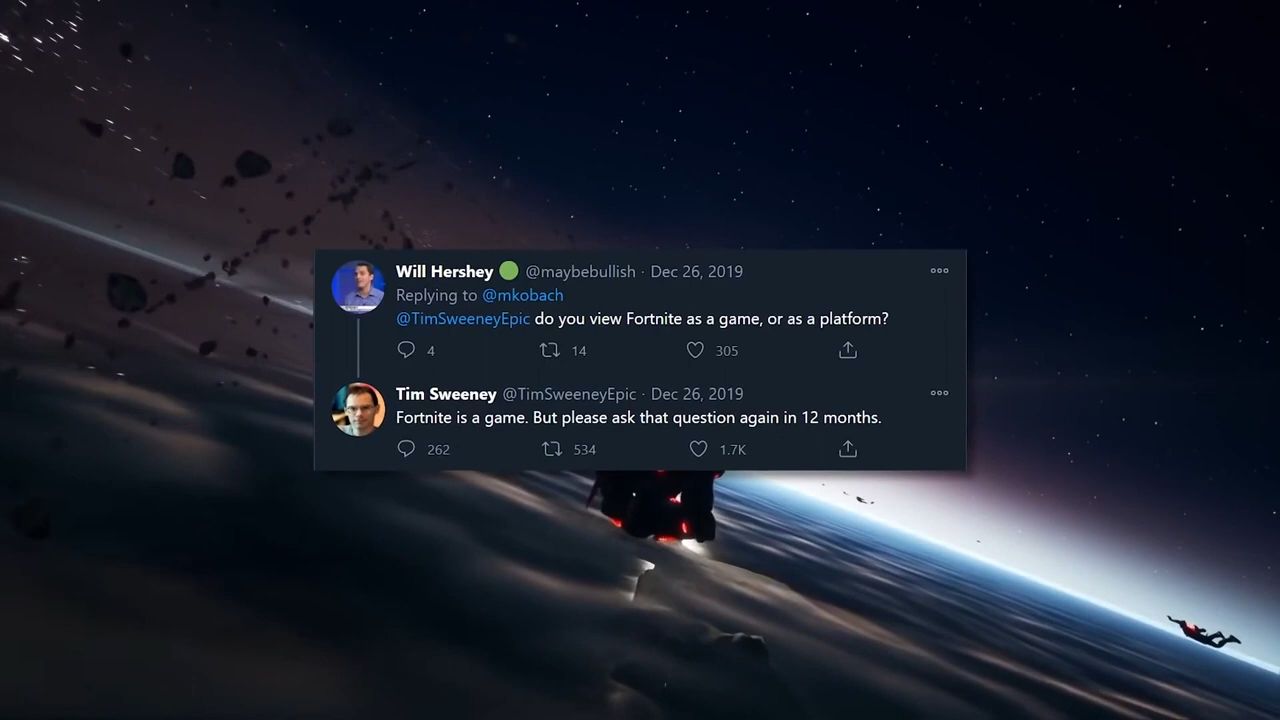 Will Hershey @maybebullish · Dec 26, 2019
Replying to @mkobach
@TimSweeneyEpic do you view Fortnite as a game, or as a platform?
4 14 305
Tim Sweeney @TimSweeneyEpic · Dec 26, 2019
Fortnite is a game. But please ask that question again in 12 months.
262 534 1.7K